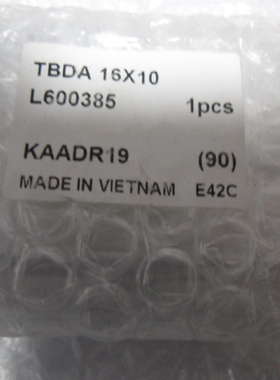 TBDA 16X10
L600385 1pcs
KAADR19 (90)
MADE IN VIETNAM E42C